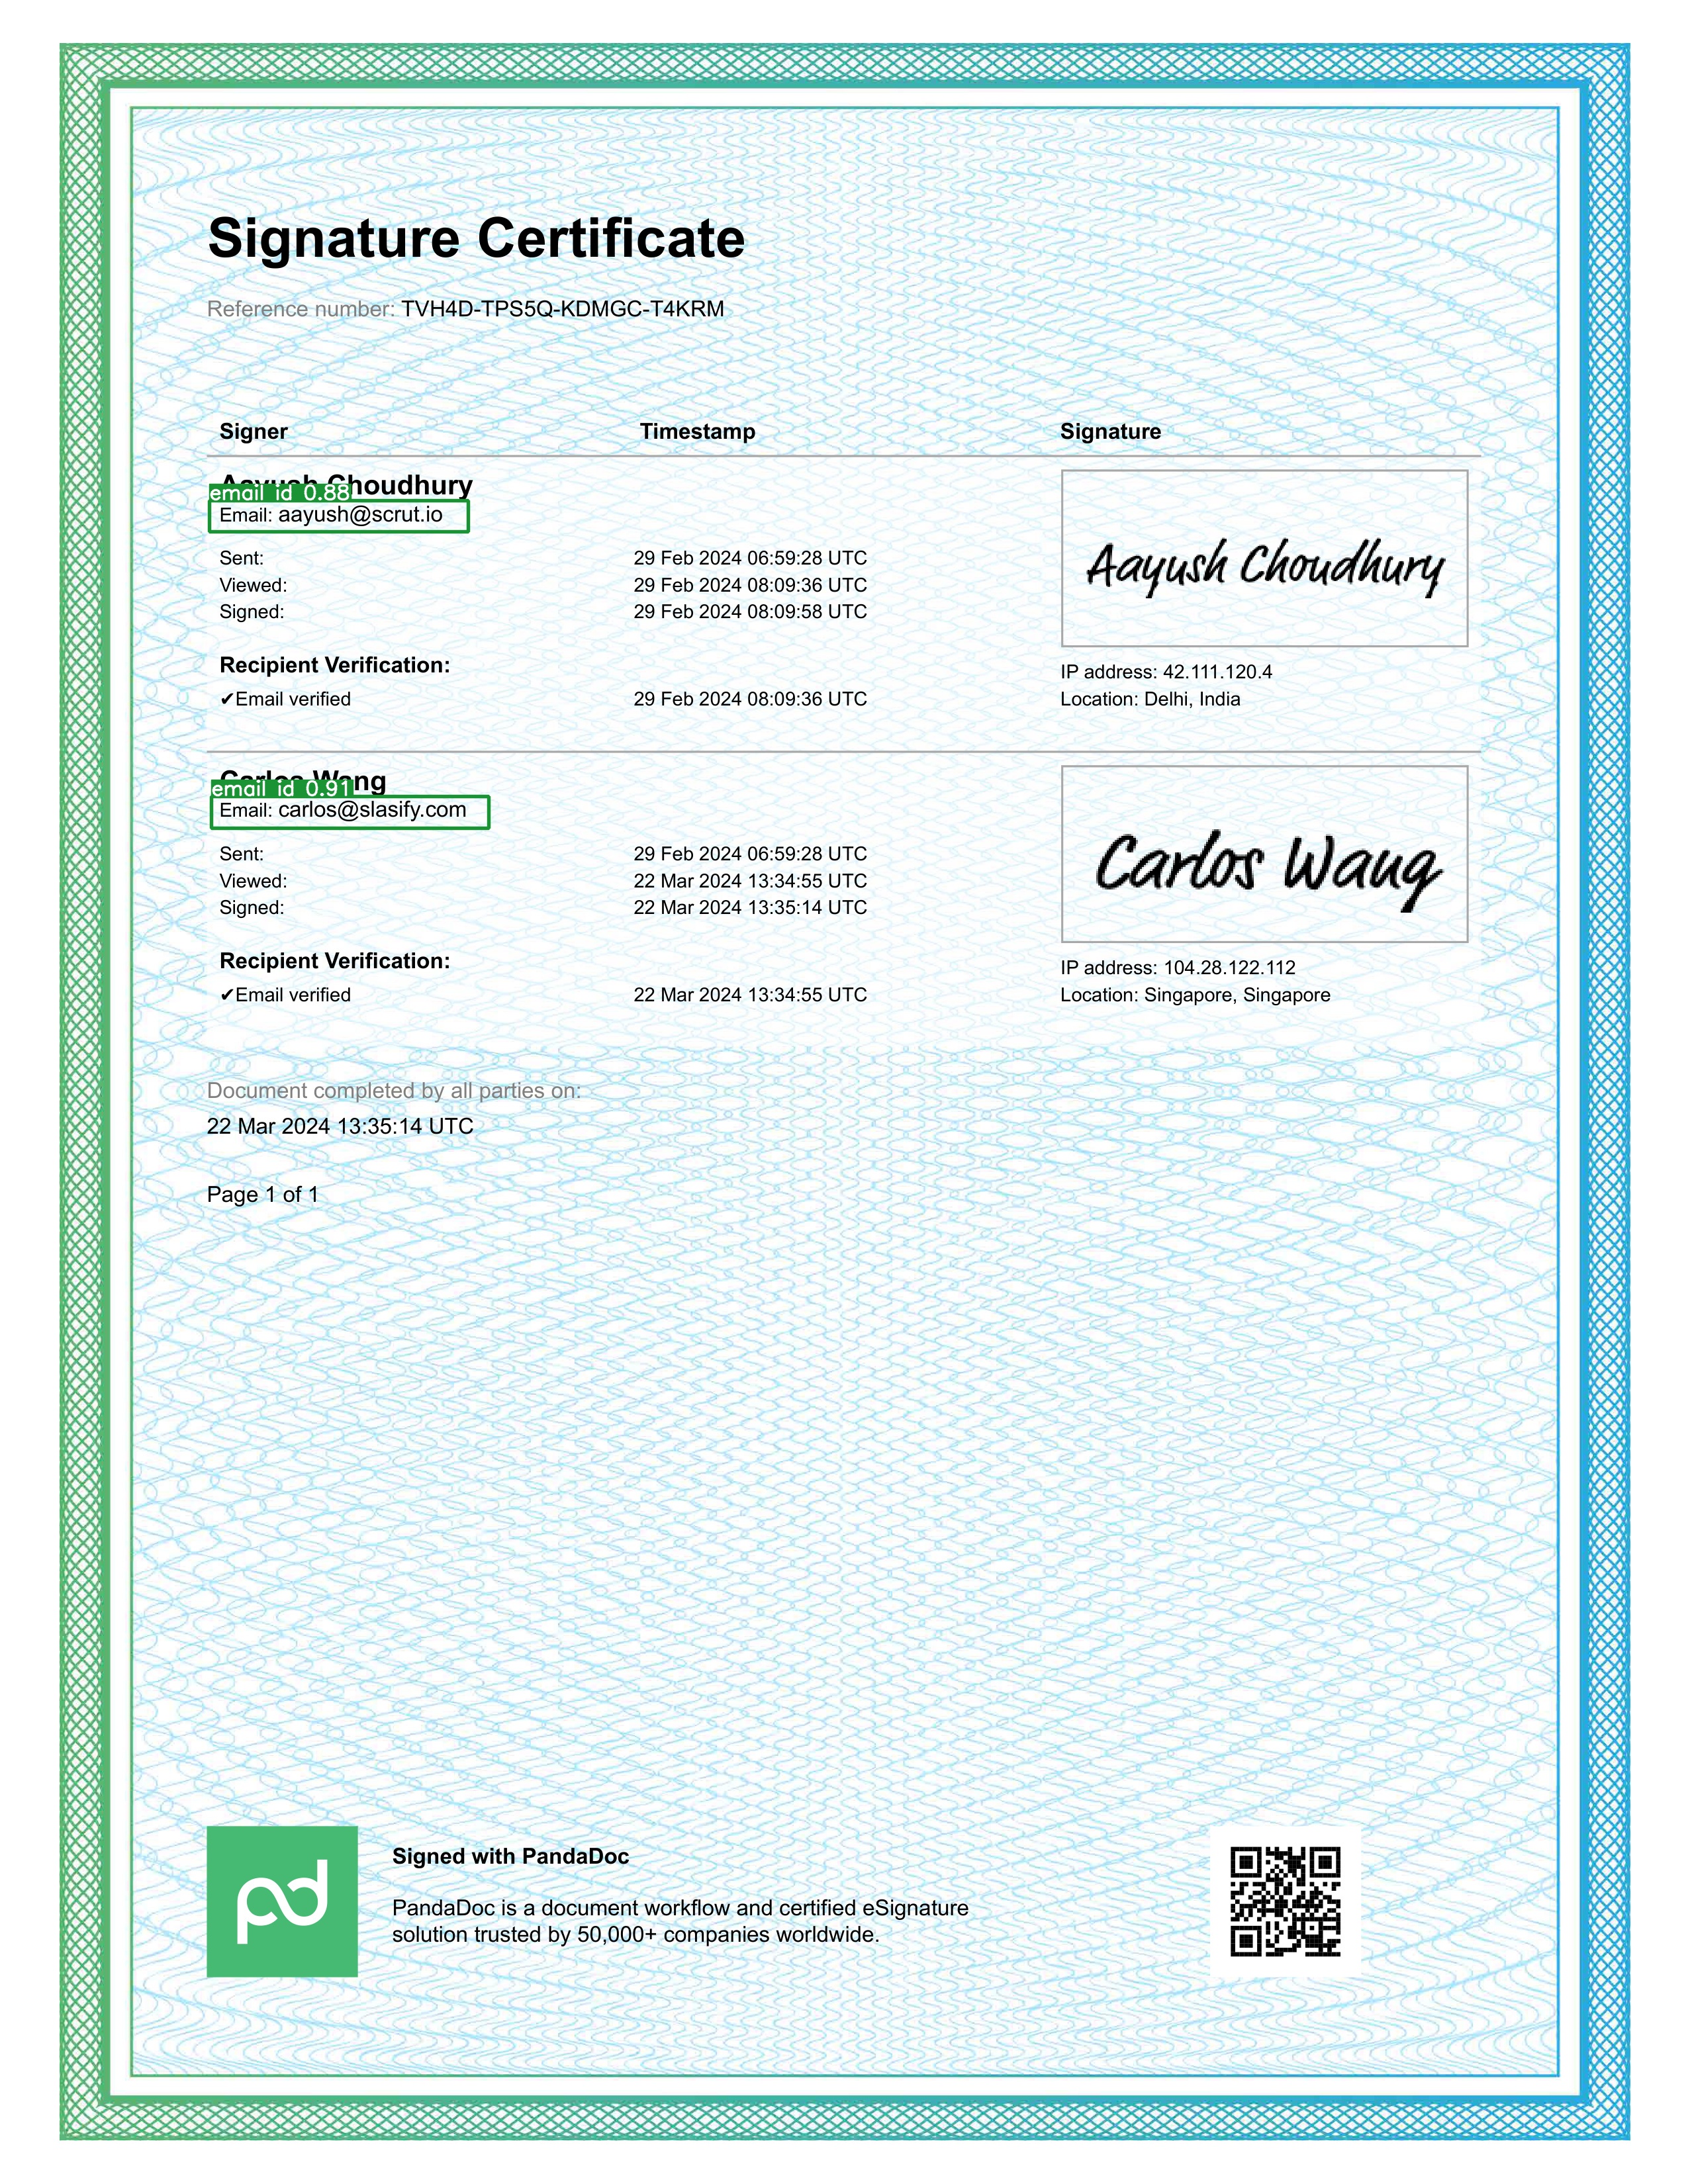 Signature Certificate
Reference number: TVH4D-TPS5Q-KDMGC-T4KRM
Signer Timestamp Signature
Aayush Choudhury
email_id 0.88
Email: aayush@scrut.io
Sent: 29 Feb 2024 06:59:28 UTC
Viewed: 29 Feb 2024 08:09:36 UTC
Signed: 29 Feb 2024 08:09:58 UTC
Aayush Choudhury
Recipient Verification:
IP address: 42.111.120.4
✔Email verified 29 Feb 2024 08:09:36 UTC Location: Delhi, India
Carlos Wang
email_id 0.91
Email: carlos@slasify.com
Sent: 29 Feb 2024 06:59:28 UTC
Viewed: 22 Mar 2024 13:34:55 UTC
Signed: 22 Mar 2024 13:35:14 UTC
Carlos Wang
Recipient Verification:
IP address: 104.28.122.112
✔Email verified 22 Mar 2024 13:34:55 UTC Location: Singapore, Singapore
Document completed by all parties on:
22 Mar 2024 13:35:14 UTC
Page 1 of 1
pd
Signed with PandaDoc
PandaDoc is a document workflow and certified eSignature
solution trusted by 50,000+ companies worldwide.